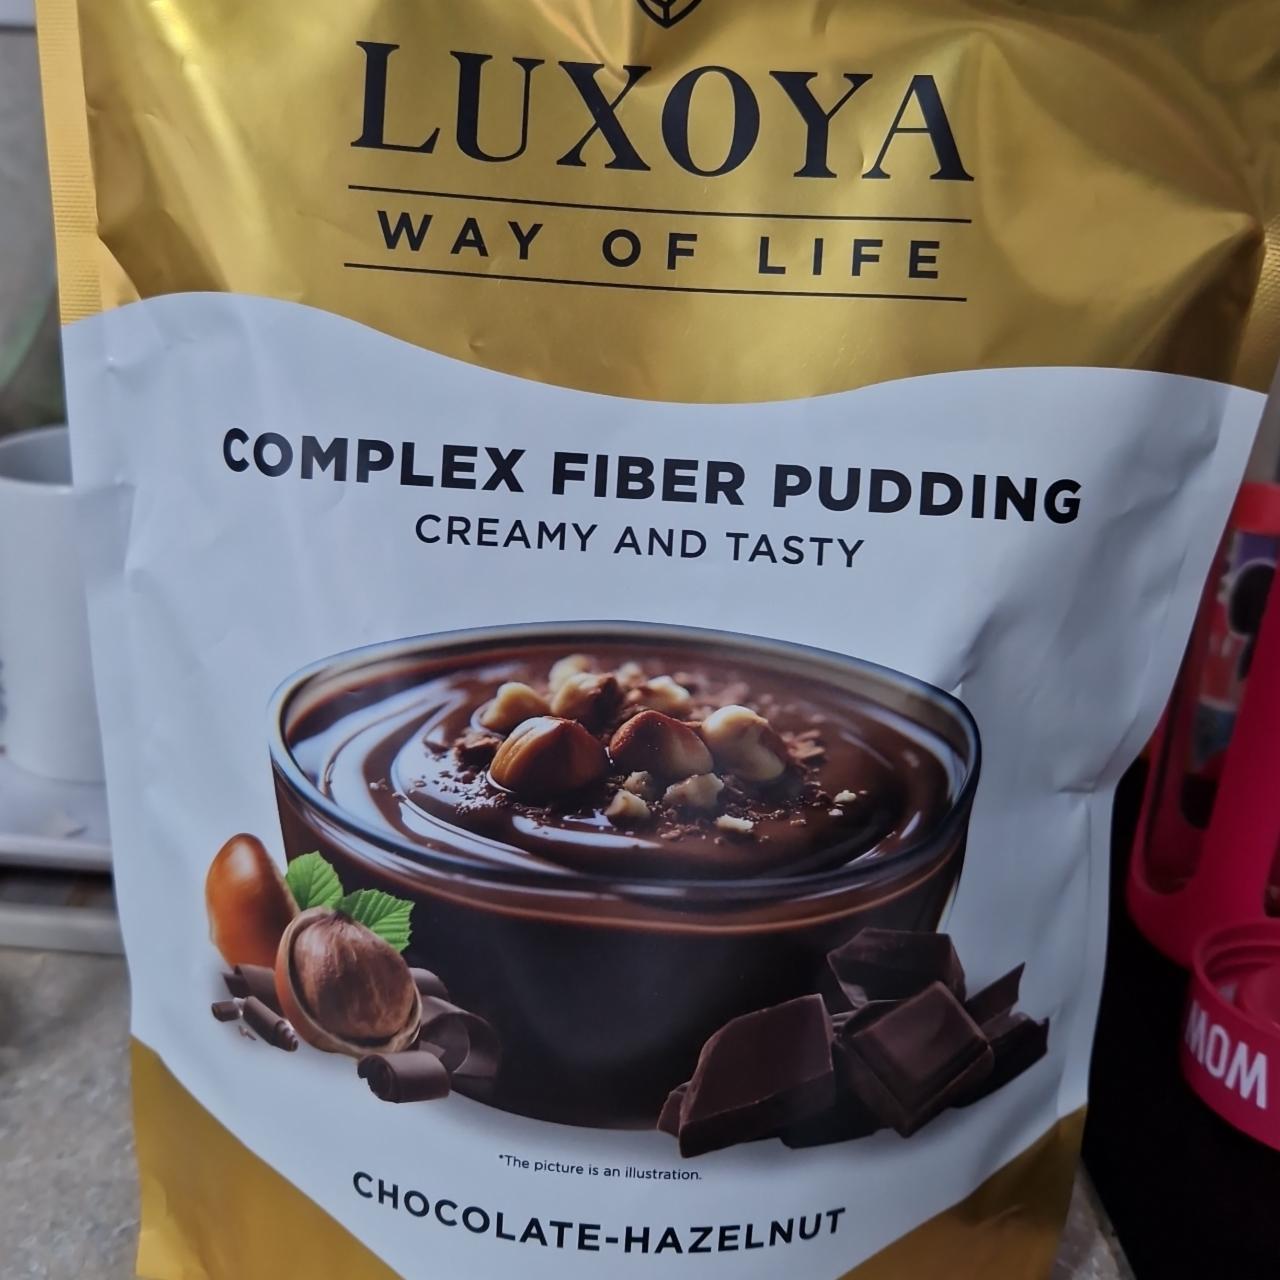 LUXOYA
WAY OF LIFE
COMPLEX FIBER PUDDING
CREAMY AND TASTY
*The picture is an illustration.
CHOCOLATE-HAZELNUT
MOM